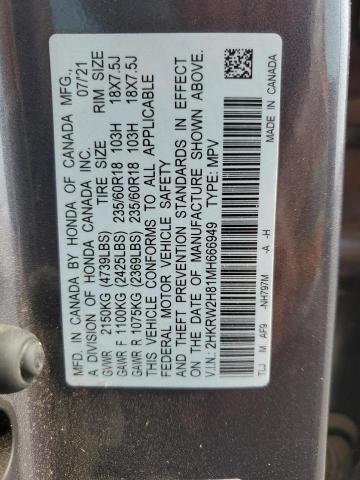 MFD. IN CANADA BY HONDA OF CANADA MFG.,
A DIVISION OF HONDA CANADA INC. 07/21
GVWR 2150KG (4739LBS) TIRE SIZE RIM SIZE
GAWR F 1100KG (2425LBS) 235/60R18 103H 18X7.5J
GAWR R 1075KG (2369LBS) 235/60R18 103H 18X7.5J
THIS VEHICLE CONFORMS TO ALL APPLICABLE
FEDERAL MOTOR VEHICLE SAFETY
AND THEFT PREVENTION STANDARDS IN EFFECT
ON THE DATE OF MANUFACTURE SHOWN ABOVE.
V.I.N: 2HKRW2H81MH666949 TYPE: MPV
TLJ M AF9 -NH797M -A -H
MADE IN CANADA